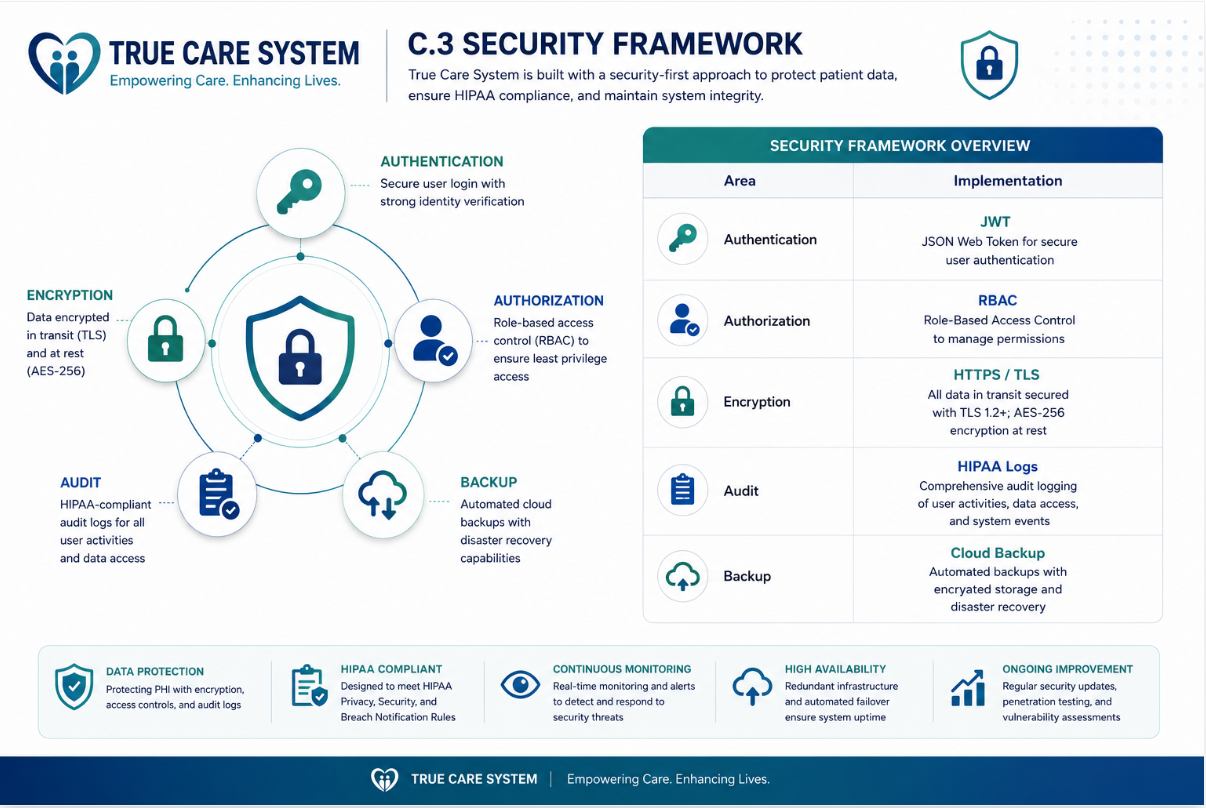 TRUE CARE SYSTEM
Empowering Care. Enhancing Lives.
C.3 SECURITY FRAMEWORK
True Care System is built with a security-first approach to protect patient data,
ensure HIPAA compliance, and maintain system integrity.
AUTHENTICATION
Secure user login with
strong identity verification
ENCRYPTION
Data encrypted
in transit (TLS)
and at rest
(AES-256)
AUTHORIZATION
Role-based access
control (RBAC) to
ensure least privilege
access
AUDIT
HIPAA-compliant
audit logs for all
user activities
and data access
BACKUP
Automated cloud
backups with
disaster recovery
capabilities
SECURITY FRAMEWORK OVERVIEW
Area
Implementation
Authentication
JWT
JSON Web Token for secure
user authentication
Authorization
RBAC
Role-Based Access Control
to manage permissions
Encryption
HTTPS / TLS
All data in transit secured
with TLS 1.2+; AES-256
encryption at rest
Audit
HIPAA Logs
Comprehensive audit logging
of user activities, data access,
and system events
Backup
Cloud Backup
Automated backups with
encryated storage and
disaster recovery
DATA PROTECTION
Protecting PHI with encryption,
access controls, and audit logs
HIPAA COMPLIANT
Designed to meet HIPAA
Privacy, Security, and
Breach Notification Rules
CONTINUOUS MONITORING
Real-time monitoring and alerts
to detect and respond to
security threats
HIGH AVAILABILITY
Redundant infrastructure
and automated failover
ensure system uptime
ONGOING IMPROVEMENT
Regular security updates,
penetration testing, and
vulnerability assessments
TRUE CARE SYSTEM | Empowering Care. Enhancing Lives.